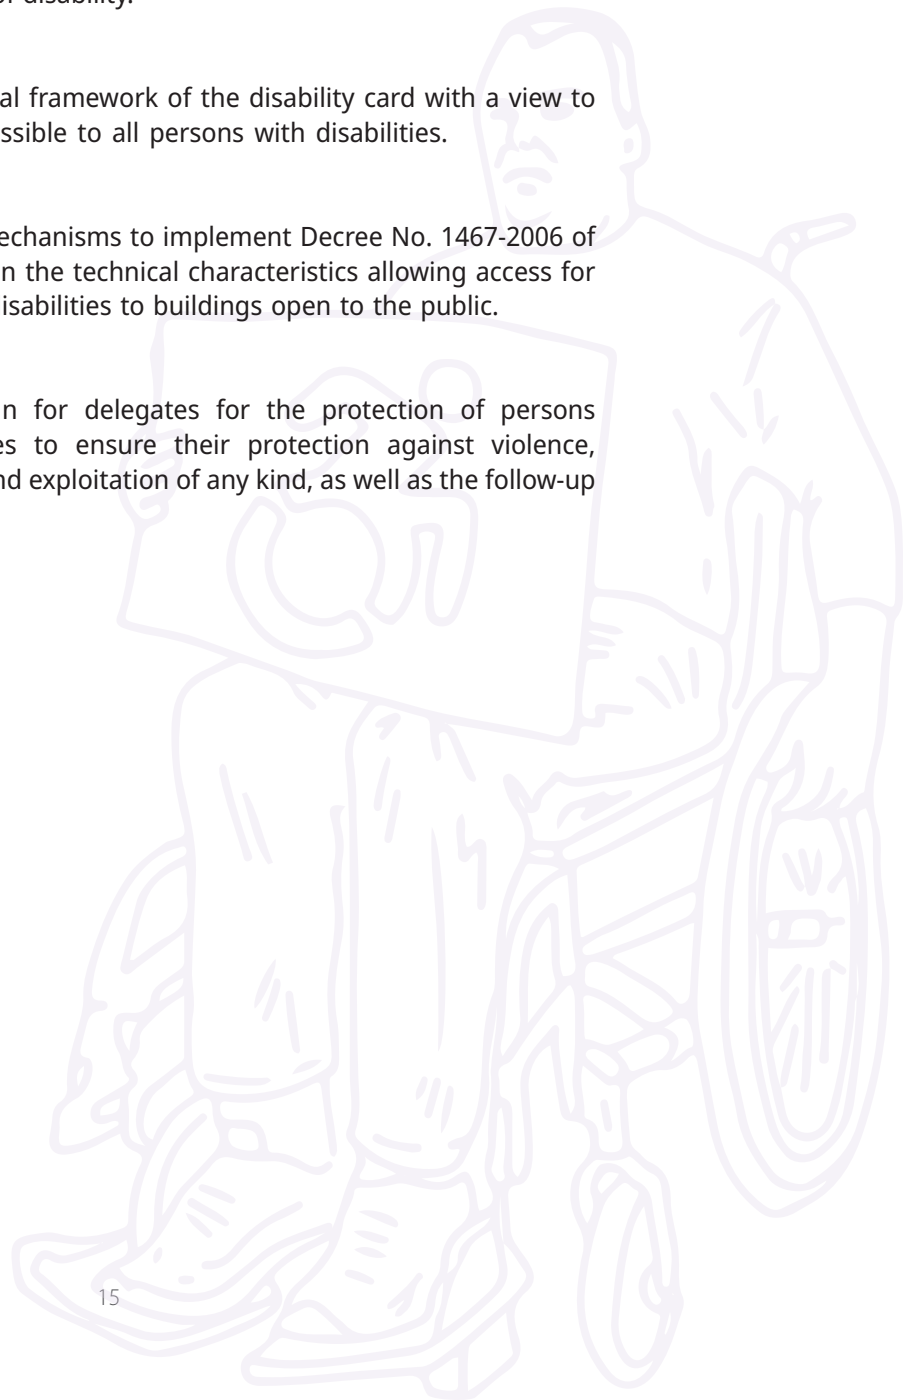 of disability.
al framework of the disability card with a view to
ssible to all persons with disabilities.
echanisms to implement Decree No. 1467-2006 of
n the technical characteristics allowing access for
isabilities to buildings open to the public.
n for delegates for the protection of persons
es to ensure their protection against violence,
nd exploitation of any kind, as well as the follow-up
15